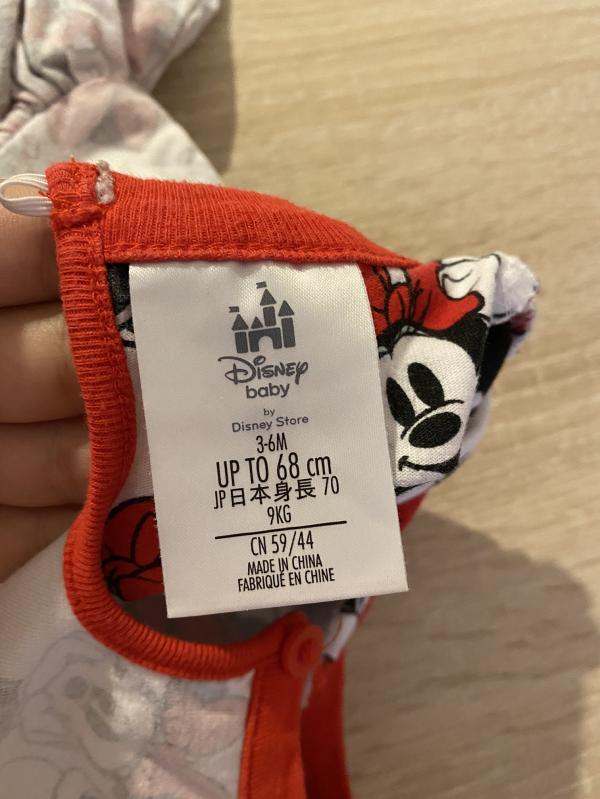 Disney
baby
by
Disney Store
3-6M
UP TO 68 cm
JP日本身長 70
9KG
CN 59/44
MADE IN CHINA
FABRIQUÉ EN CHINE